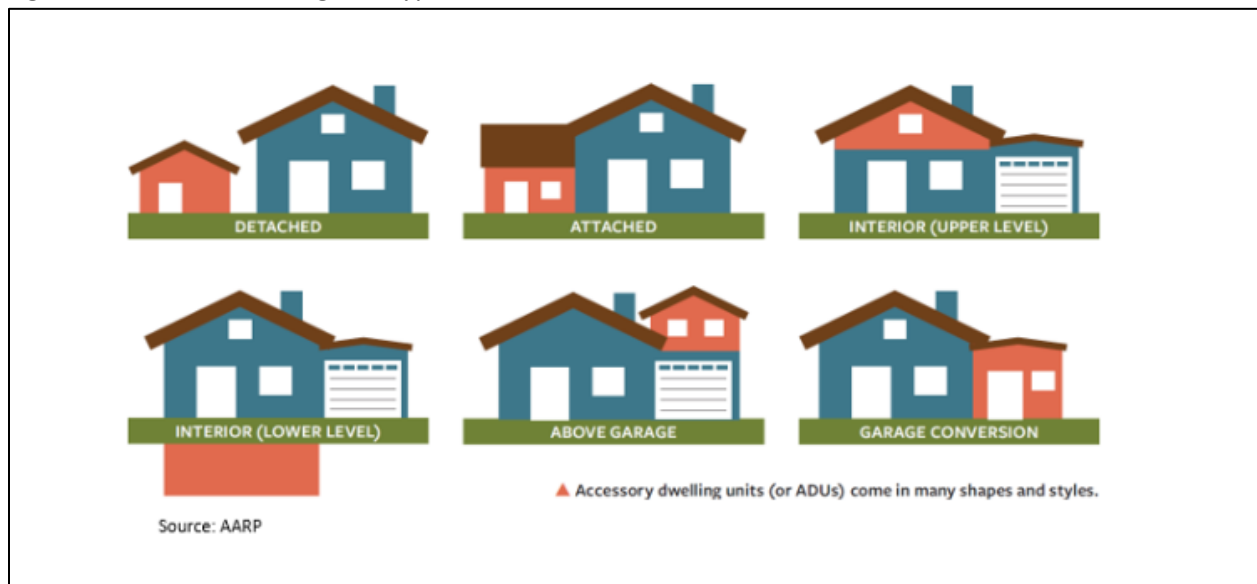 DETACHED
ATTACHED
INTERIOR (UPPER LEVEL)
INTERIOR (LOWER LEVEL)
ABOVE GARAGE
GARAGE CONVERSION
▲ Accessory dwelling units (or ADUs) come in many shapes and styles.
Source: AARP